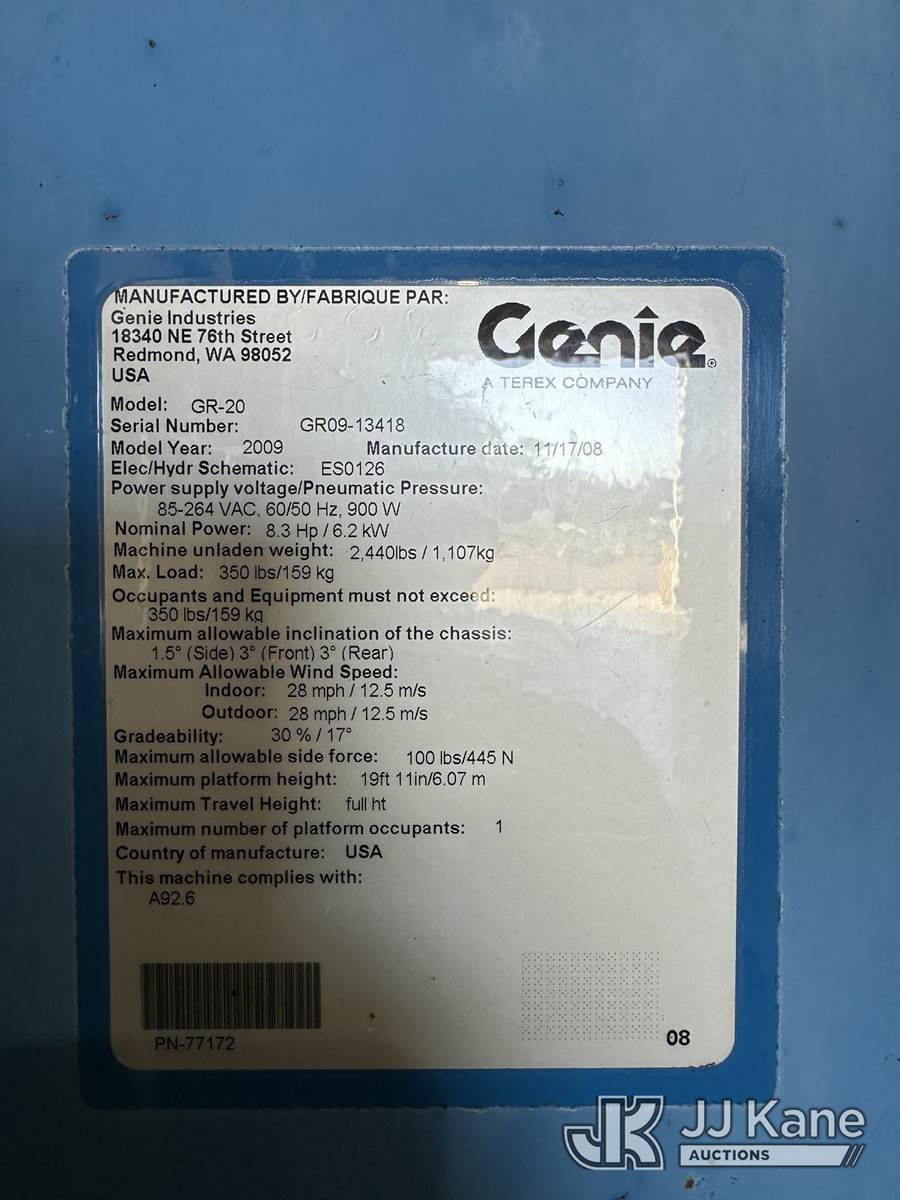 MANUFACTURED BY/FABRIQUE PAR:
Genie Industries
18340 NE 76th Street
Redmond, WA 98052
USA
Genie®
A TEREX COMPANY
Model: GR-20
Serial Number: GR09-13418
Model Year: 2009 Manufacture date: 11/17/08
Elec/Hydr Schematic: ES0126
Power supply voltage/Pneumatic Pressure:
85-264 VAC, 60/50 Hz, 900 W
Nominal Power: 8.3 Hp / 6.2 kW
Machine unladen weight: 2,440lbs / 1,107kg
Max. Load: 350 lbs/159 kg
Occupants and Equipment must not exceed:
350 lbs/159 kg
Maximum allowable inclination of the chassis:
1.5° (Side) 3° (Front) 3° (Rear)
Maximum Allowable Wind Speed:
Indoor: 28 mph / 12.5 m/s
Outdoor: 28 mph / 12.5 m/s
Gradeability: 30 % / 17°
Maximum allowable side force: 100 lbs/445 N
Maximum platform height: 19ft 11in/6.07 m
Maximum Travel Height: full ht
Maximum number of platform occupants: 1
Country of manufacture: USA
This machine complies with:
A92.6
PN-77172
08
JK JJ Kane
AUCTIONS